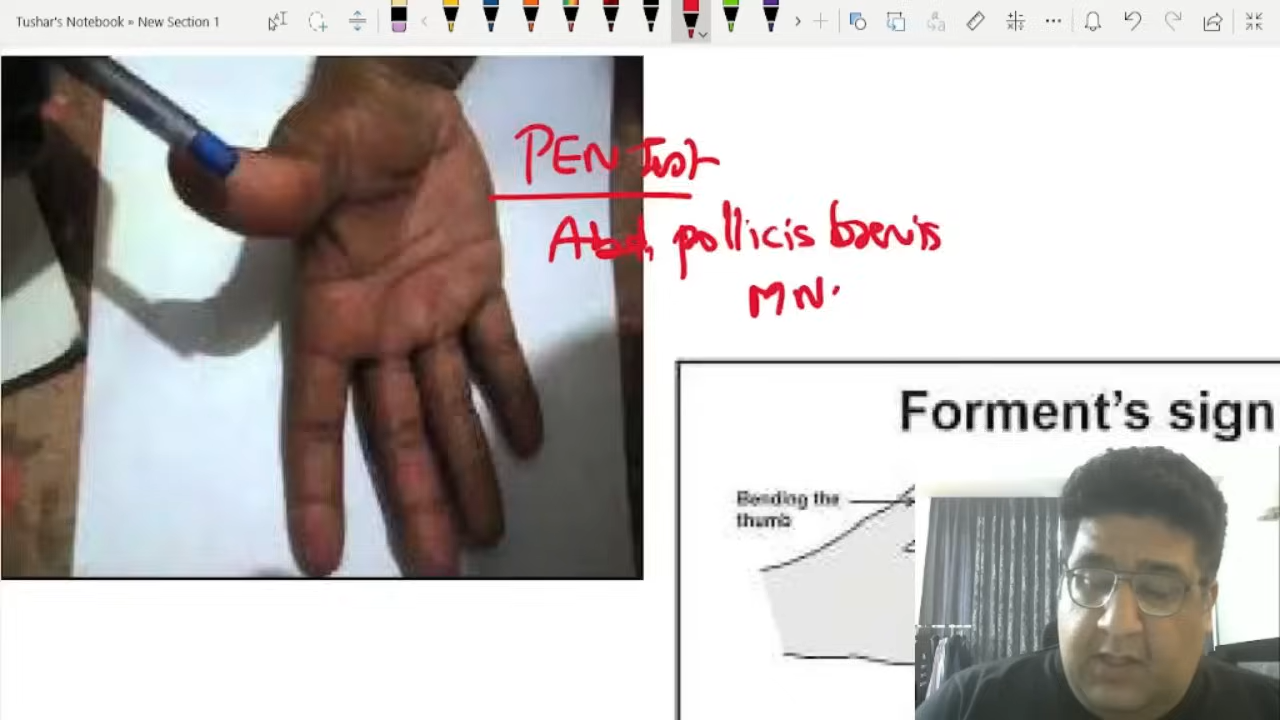 Tushar's Notebook » New Section 1
PEN Test
Abd. pollicis brevis
MN.
Forment's sign
Bending the
thumb